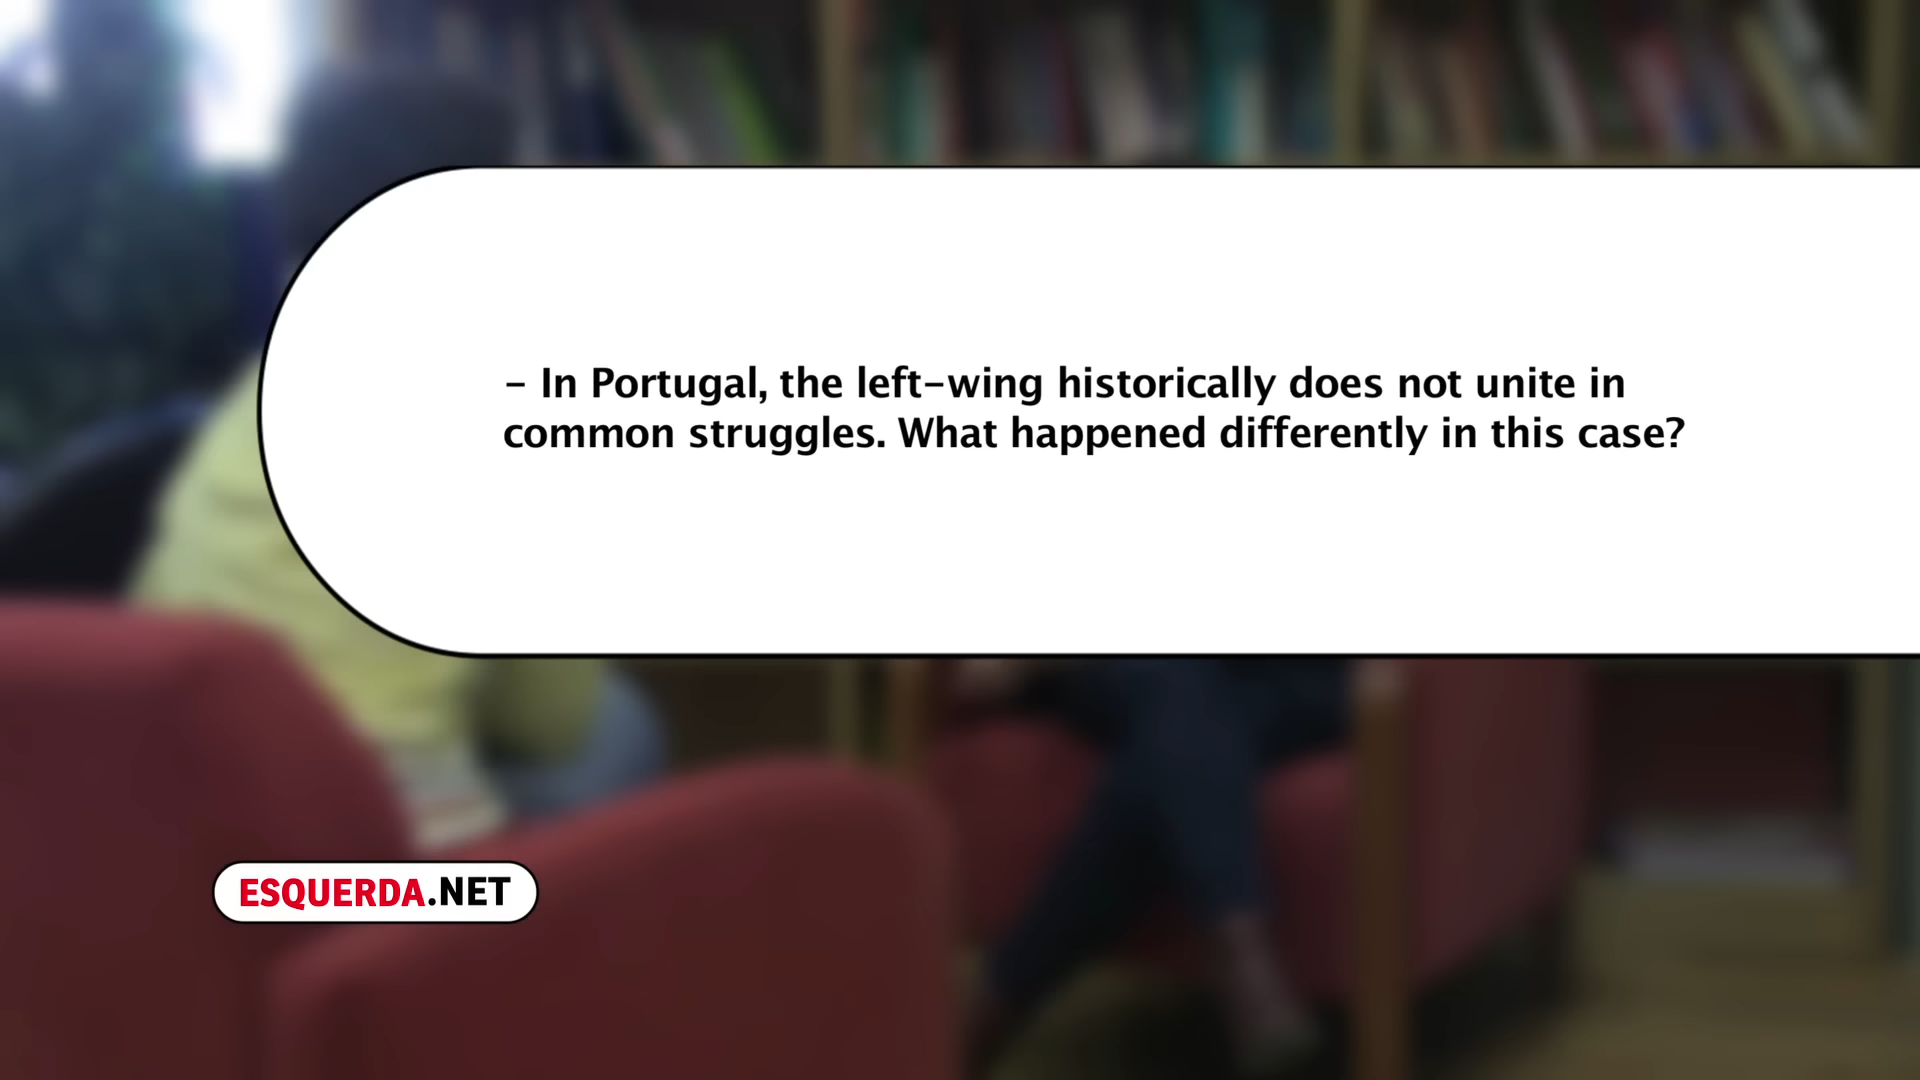 – In Portugal, the left–wing historically does not unite in
common struggles. What happened differently in this case?
ESQUERDA.NET